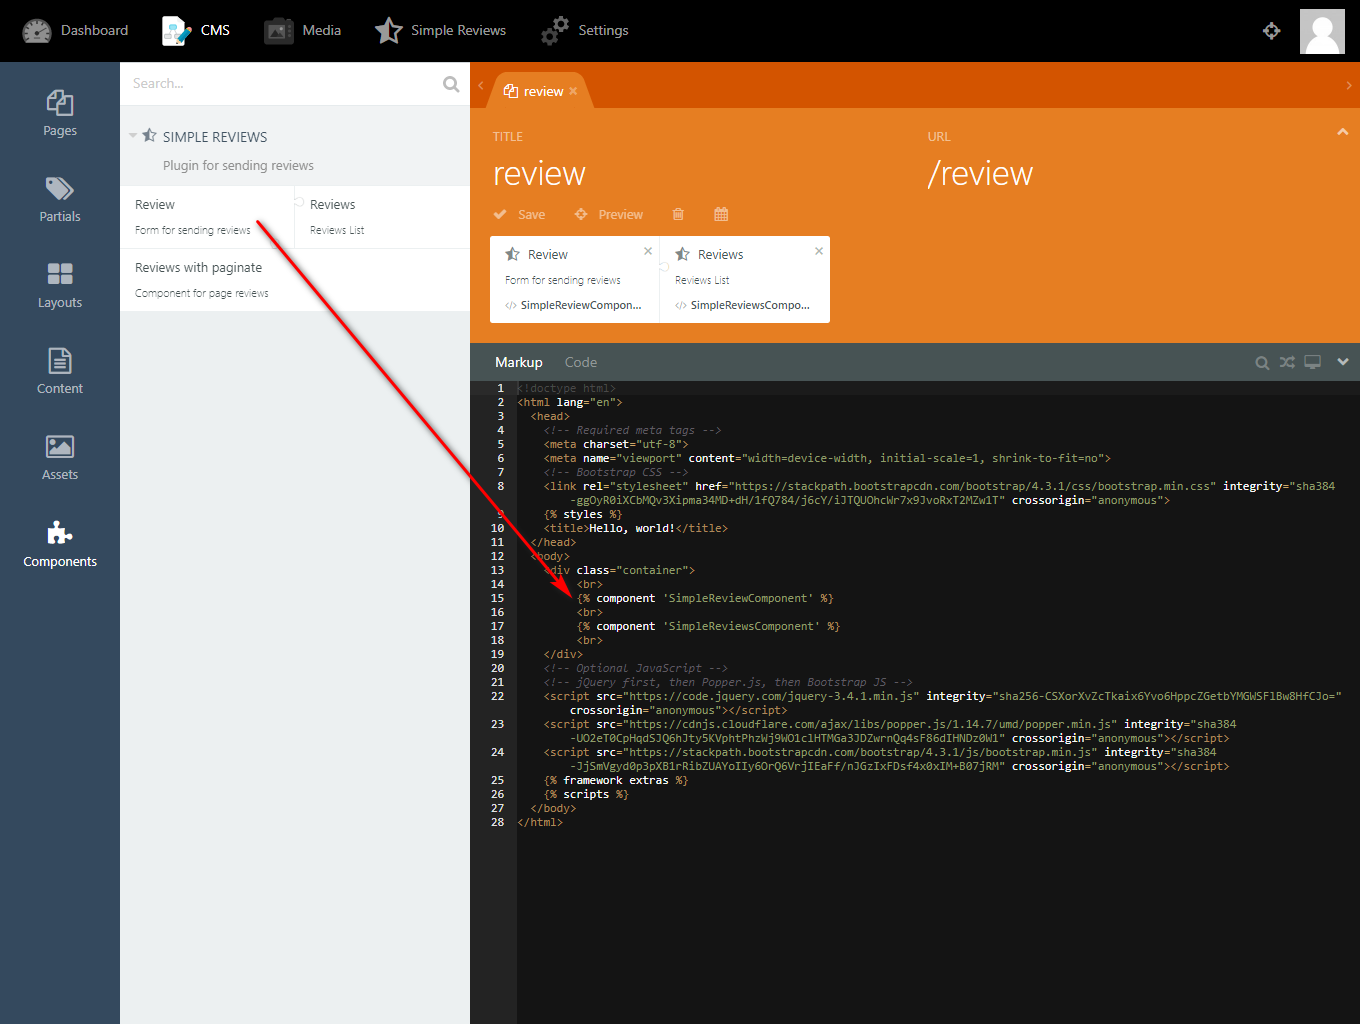 Dashboard
CMS
Media
Simple Reviews
Settings
Pages
Partials
Layouts
Content
Assets
Components
Search...
SIMPLE REVIEWS
Plugin for sending reviews
Review
Form for sending reviews
Reviews
Reviews List
Reviews with paginate
Component for page reviews
review
TITLE
review
URL
/review
Save
Preview
Review
Form for sending reviews
SimpleReviewCompon...
Reviews
Reviews List
SimpleReviewsCompo...
Markup
Code
1 <!doctype html>
2 <html lang="en">
3 <head>
4 <!-- Required meta tags -->
5 <meta charset="utf-8">
6 <meta name="viewport" content="width=device-width, initial-scale=1, shrink-to-fit=no">
7 <!-- Bootstrap CSS -->
8 <link rel="stylesheet" href="https://stackpath.bootstrapcdn.com/bootstrap/4.3.1/css/bootstrap.min.css" integrity="sha384
-ggOyR0iXCbMQv3Xipma34MD+dH/1fQ784/j6cY/iJTQUOhcWr7x9JvoRxT2MZw1T" crossorigin="anonymous">
9 {% styles %}
10 <title>Hello, world!</title>
11 </head>
12 <body>
13 <div class="container">
14 <br>
15 {% component 'SimpleReviewComponent' %}
16 <br>
17 {% component 'SimpleReviewsComponent' %}
18 <br>
19 </div>
20 <!-- Optional JavaScript -->
21 <!-- jQuery first, then Popper.js, then Bootstrap JS -->
22 <script src="https://code.jquery.com/jquery-3.4.1.min.js" integrity="sha256-CSXorXvZcTkaix6Yvo6HppcZGetbYMGWSFlBw8HfCJo="
crossorigin="anonymous"></script>
23 <script src="https://cdnjs.cloudflare.com/ajax/libs/popper.js/1.14.7/umd/popper.min.js" integrity="sha384
-UO2eT0CpHqdSJQ6hJty5KVphtPhzWj9WO1clHTMGa3JDZwrnQq4sF86dIHNDz0W1" crossorigin="anonymous"></script>
24 <script src="https://stackpath.bootstrapcdn.com/bootstrap/4.3.1/js/bootstrap.min.js" integrity="sha384
-JjSmVgyd0p3pXB1rRibZUAYoIIy6OrQ6VrjIEaFf/nJGzIxFDsf4x0xIM+B07jRM" crossorigin="anonymous"></script>
25 {% framework extras %}
26 {% scripts %}
27 </body>
28 </html>